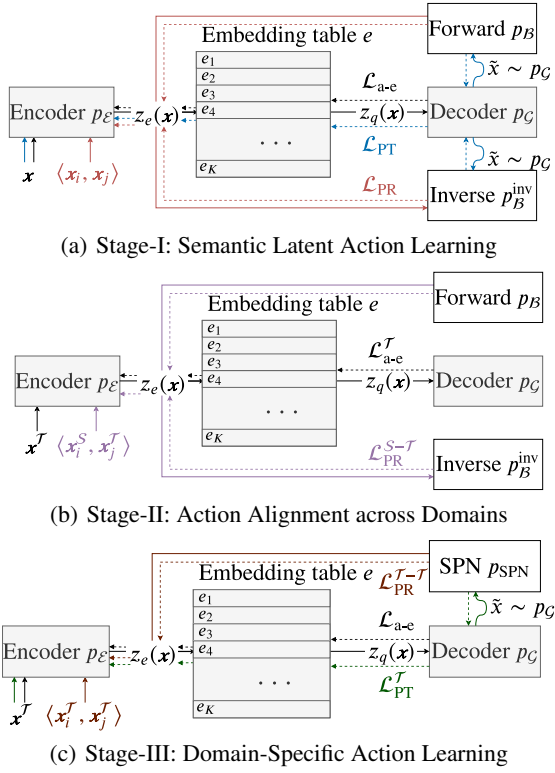 Embedding table e
Forward p_B
e_1
e_2
e_3
e_4
· · ·
e_K
L_a-e
x̃ ∼ p_G
Encoder p_E
z_e(x)
z_q(x)
Decoder p_G
L_PT
x̃ ∼ p_G
x
⟨x_i, x_j⟩
L_PR
Inverse p_B^inv
(a) Stage-I: Semantic Latent Action Learning
Embedding table e
Forward p_B
e_1
e_2
e_3
e_4
· · ·
e_K
L_a-e^T
Encoder p_E
z_e(x)
z_q(x)
Decoder p_G
x^T
⟨x_i^S, x_j^T⟩
L_PR^S−T
Inverse p_B^inv
(b) Stage-II: Action Alignment across Domains
Embedding table e
L_PR^T−T
SPN p_SPN
e_1
e_2
e_3
e_4
· · ·
e_K
L_a-e
x̃ ∼ p_G
Encoder p_E
z_e(x)
z_q(x)
Decoder p_G
L_PT^T
x^T
⟨x_i^T, x_j^T⟩
(c) Stage-III: Domain-Specific Action Learning